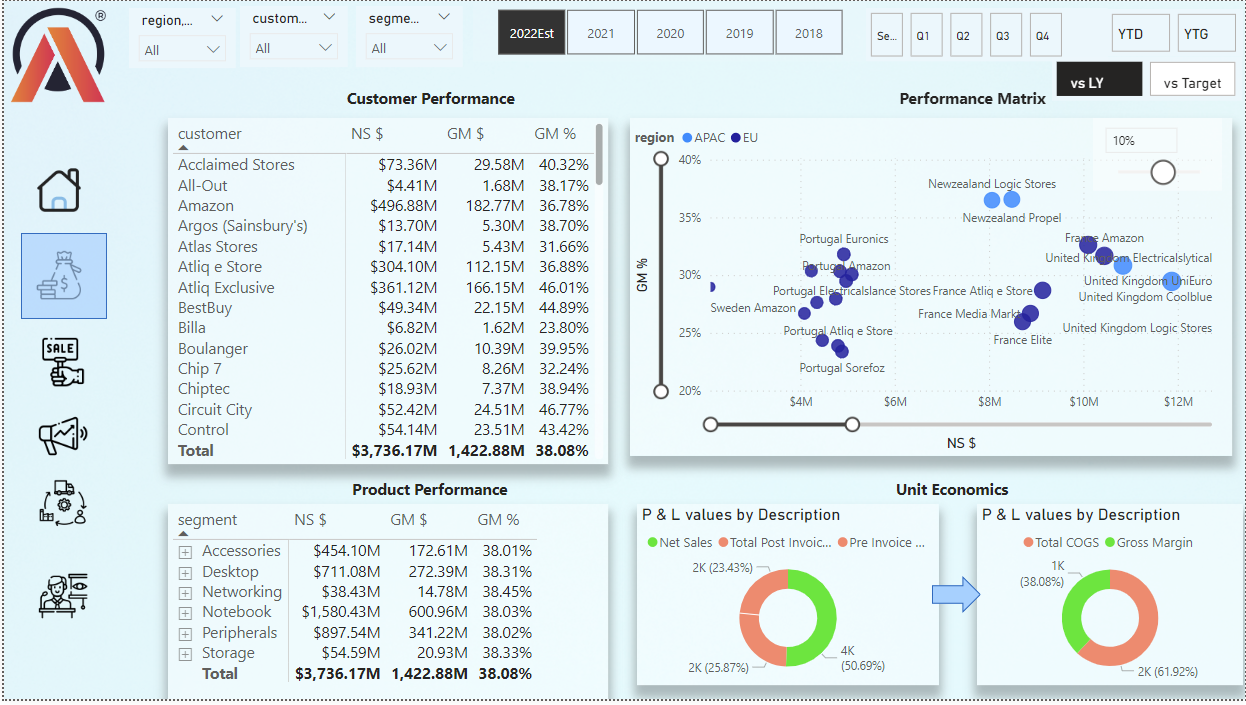 ®
region,... custom... segme...
All All All
2022Est 2021 2020 2019 2018
Se... Q1 Q2 Q3 Q4
YTD YTG
vs LY vs Target
Customer Performance
customer NS $ GM $ GM %
Acclaimed Stores $73.36M 29.58M 40.32%
All-Out $4.41M 1.68M 38.17%
Amazon $496.88M 182.77M 36.78%
Argos (Sainsbury's) $13.70M 5.30M 38.70%
Atlas Stores $17.14M 5.43M 31.66%
Atliq e Store $304.10M 112.15M 36.88%
Atliq Exclusive $361.12M 166.15M 46.01%
BestBuy $49.34M 22.15M 44.89%
Billa $6.82M 1.62M 23.80%
Boulanger $26.02M 10.39M 39.95%
Chip 7 $25.62M 8.26M 32.24%
Chiptec $18.93M 7.37M 38.94%
Circuit City $52.42M 24.51M 46.77%
Control $54.14M 23.51M 43.42%
Total $3,736.17M 1,422.88M 38.08%
Performance Matrix
region APAC EU
10%
40%
35%
30%
25%
20%
GM %
Newzealand Logic Stores
Newzealand Propel
Portugal Euronics
France Amazon
United Kingdom Electricalslytical
Portugal Amazon
United Kingdom UniEuro
Portugal Electricalslance Stores
France Atliq e Store
United Kingdom Coolblue
Sweden Amazon
France Media Markt
Portugal Atliq e Store
United Kingdom Logic Stores
France Elite
Portugal Sorefoz
$4M $6M $8M $10M $12M
NS $
SALE
Product Performance
segment NS $ GM $ GM %
Accessories $454.10M 172.61M 38.01%
Desktop $711.08M 272.39M 38.31%
Networking $38.43M 14.78M 38.45%
Notebook $1,580.43M 600.96M 38.03%
Peripherals $897.54M 341.22M 38.02%
Storage $54.59M 20.93M 38.33%
Total $3,736.17M 1,422.88M 38.08%
Unit Economics
P & L values by Description
Net Sales Total Post Invoic... Pre Invoice ...
2K (23.43%)
2K (25.87%)
4K
(50.69%)
P & L values by Description
Total COGS Gross Margin
1K
(38.08%)
2K (61.92%)